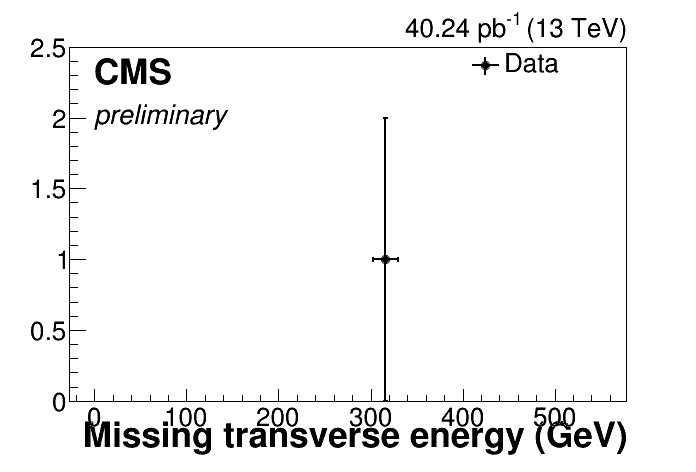 40.24 pb⁻¹ (13 TeV)
2.5
CMS
Data
preliminary
2
1.5
1
0.5
0
0 100 200 300 400 500
Missing transverse energy (GeV)